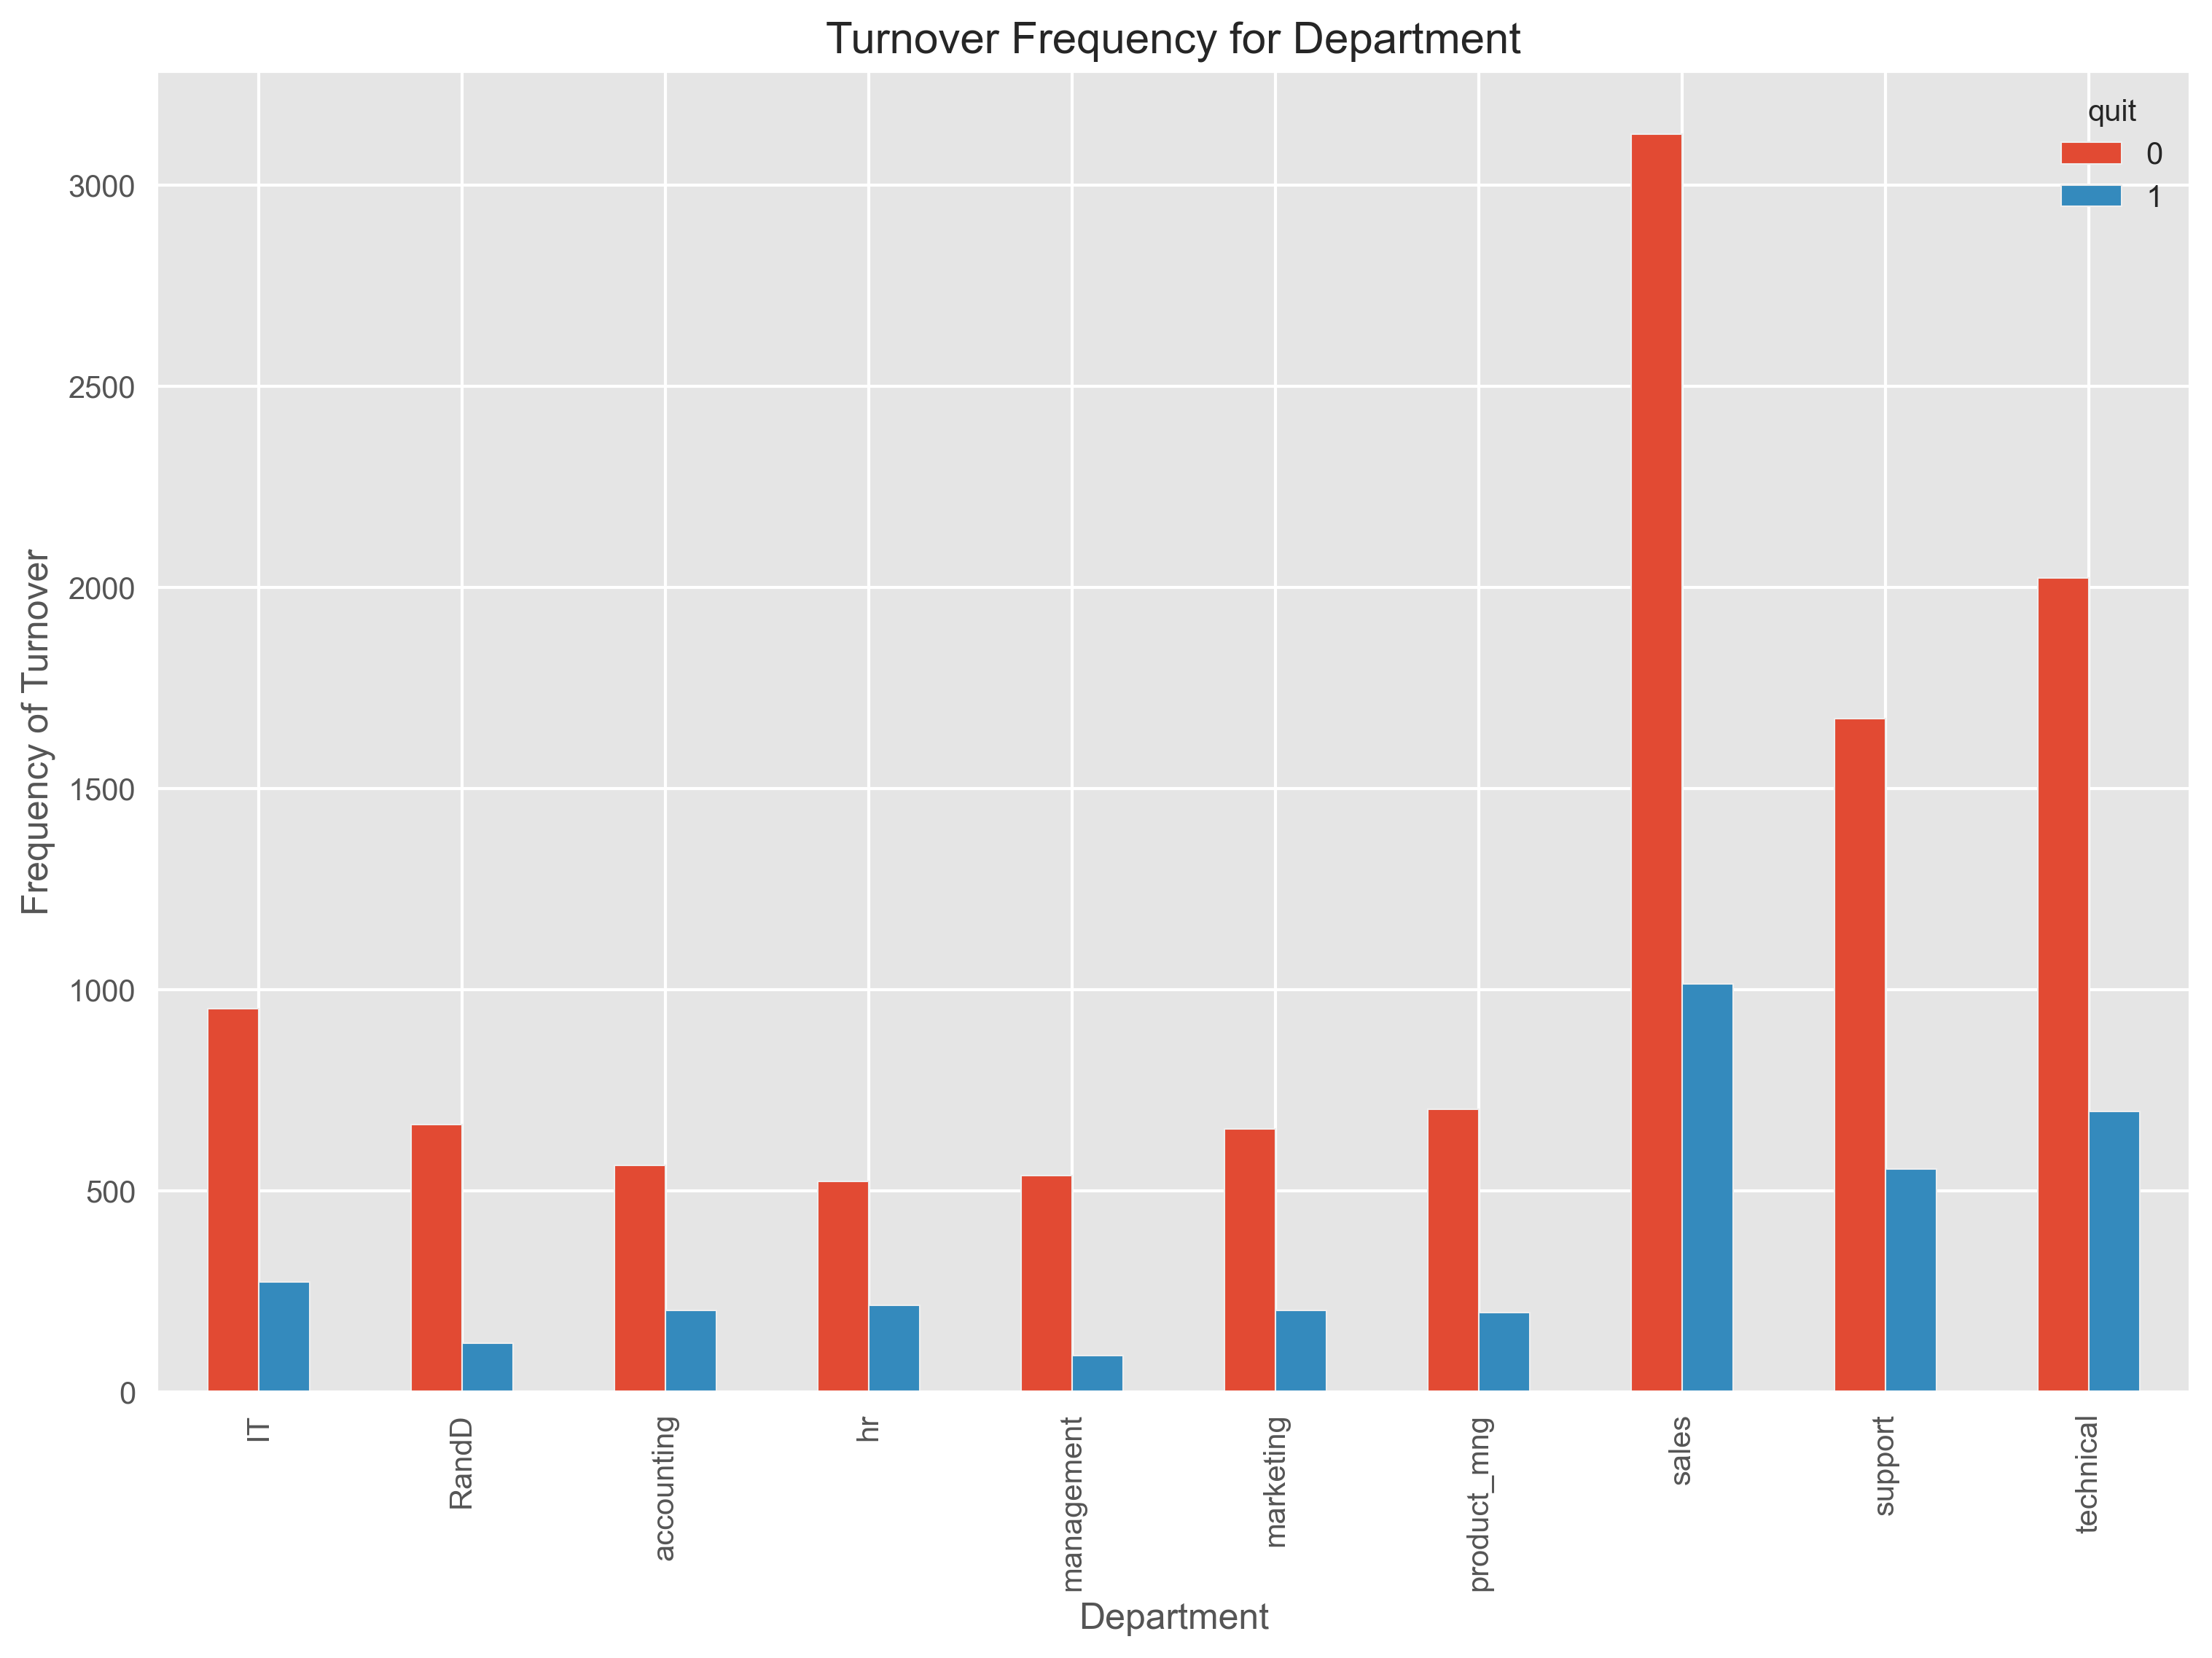 Turnover Frequency for Department
quit
0
1
Frequency of Turnover
3000
2500
2000
1500
1000
500
0
IT
RandD
accounting
hr
management
marketing
product_mng
sales
support
technical
Department